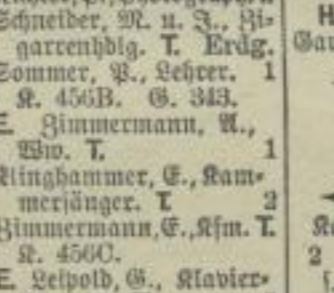 Schneider, M. u. J., Zi-
garrenhdlg. T. Erdg.
Sommer, P., Lehrer. 1
K. 456B. G. 343.
E. Zimmermann, A.,
Ww. T. 1
Klinghammer, E., Kam-
mersänger. T 2
Zimmermann, E., Kfm. T.
K. 456C.
E. Leipold, G., Klavier-